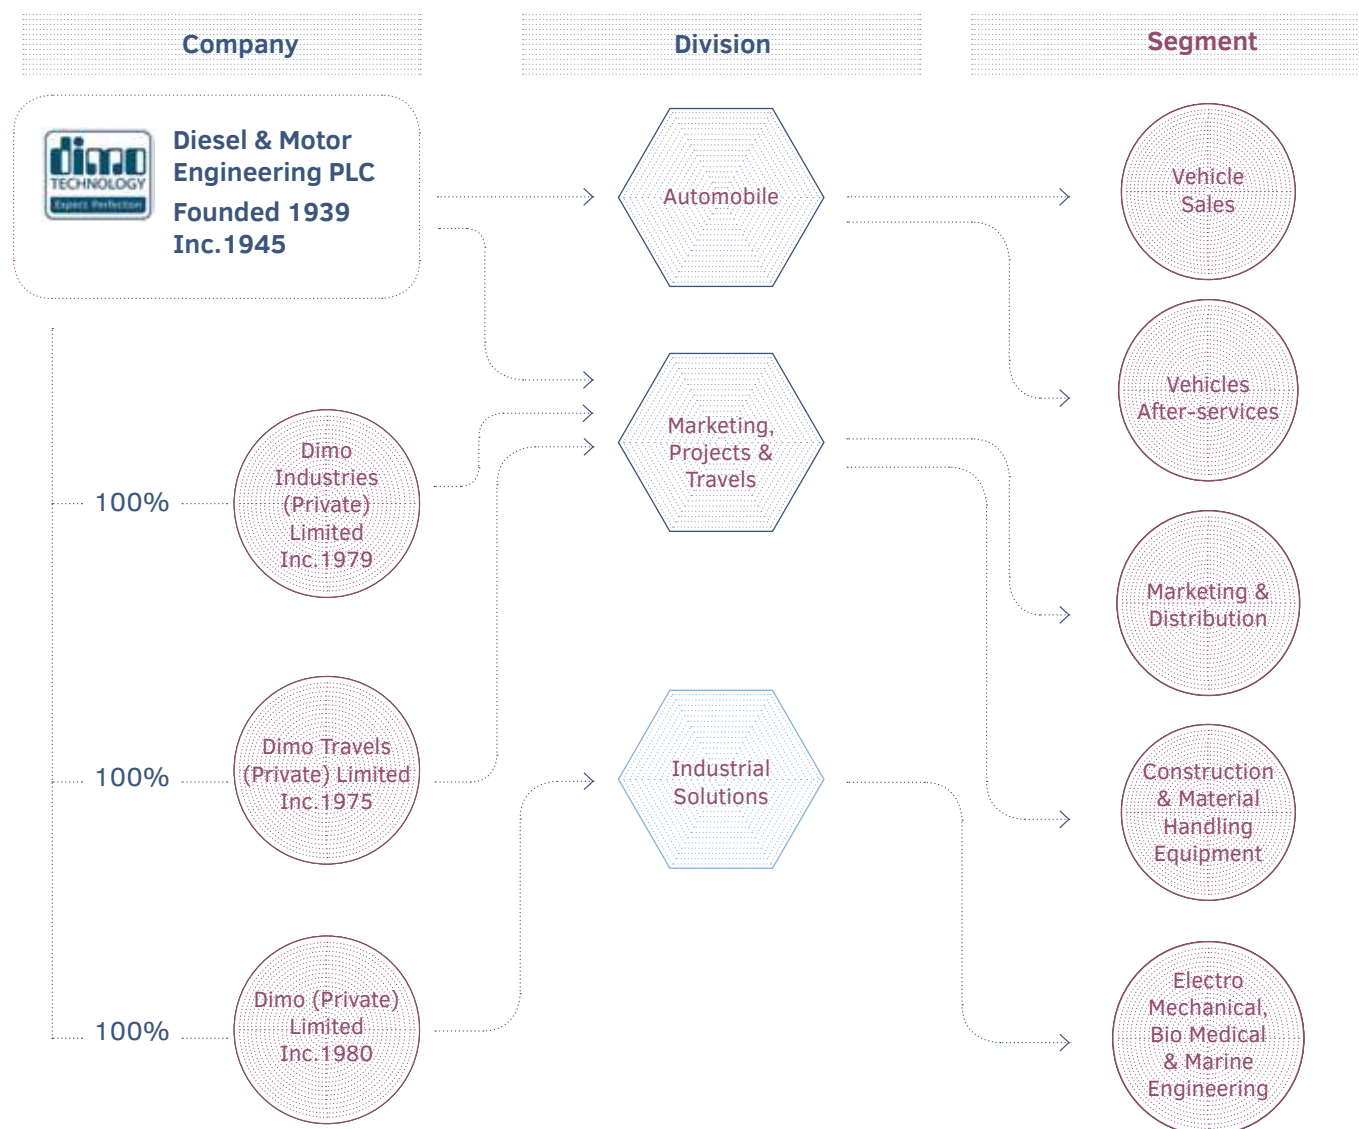 Company
Division
Segment
dimo
TECHNOLOGY
Expect Perfection
Diesel & Motor
Engineering PLC
Founded 1939
Inc.1945
Automobile
Vehicle
Sales
Vehicles
After-services
Marketing,
Projects &
Travels
100%
Dimo
Industries
(Private)
Limited
Inc.1979
Marketing &
Distribution
100%
Dimo Travels
(Private) Limited
Inc.1975
Industrial
Solutions
Construction
& Material
Handling
Equipment
100%
Dimo (Private)
Limited
Inc.1980
Electro
Mechanical,
Bio Medical
& Marine
Engineering